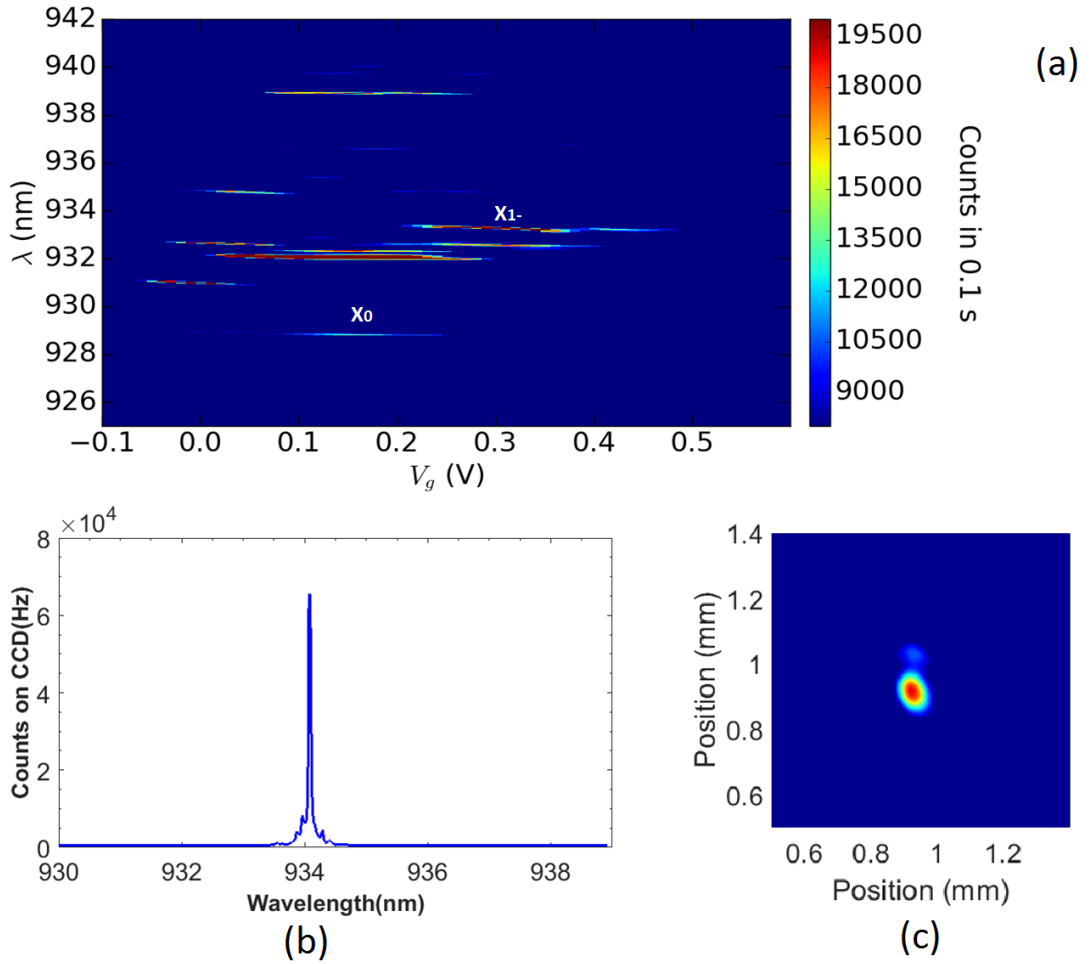 942
940
938
936
934
933
932
930
928
926
λ (nm)
X1-
X0
−0.1 0.0 0.1 0.2 0.3 0.4 0.5
Vg (V)
19500
18000
16500
15000
13500
12000
10500
9000
Counts in 0.1 s
(a)
×10⁴
8
6
4
2
0
Counts on CCD(Hz)
930 932 934 936 938
Wavelength(nm)
(b)
1.4
1.2
1
0.8
0.6
Position (mm)
0.6 0.8 1 1.2
Position (mm)
(c)